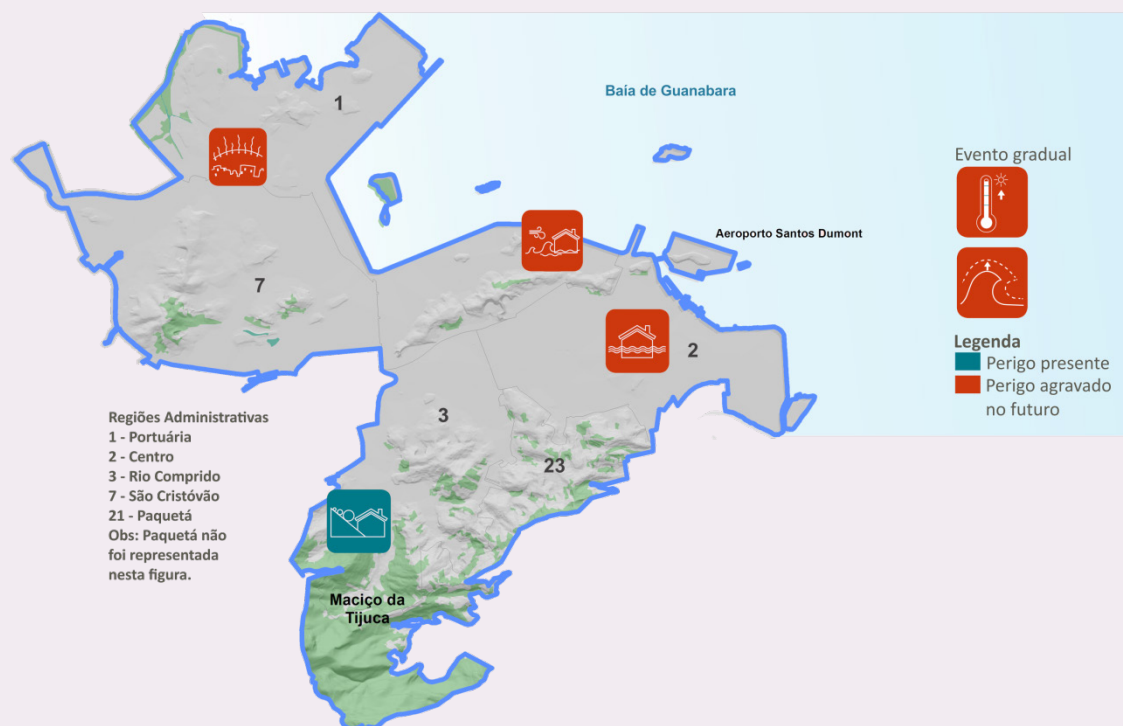 1
Baía de Guanabara
Evento gradual
Aeroporto Santos Dumont
7
2
Legenda
Perigo presente
Perigo agravado
no futuro
3
Regiões Administrativas
1 - Portuária
2 - Centro
3 - Rio Comprido
7 - São Cristóvão
21 - Paquetá
Obs: Paquetá não
foi representada
nesta figura.
23
Maciço da
Tijuca